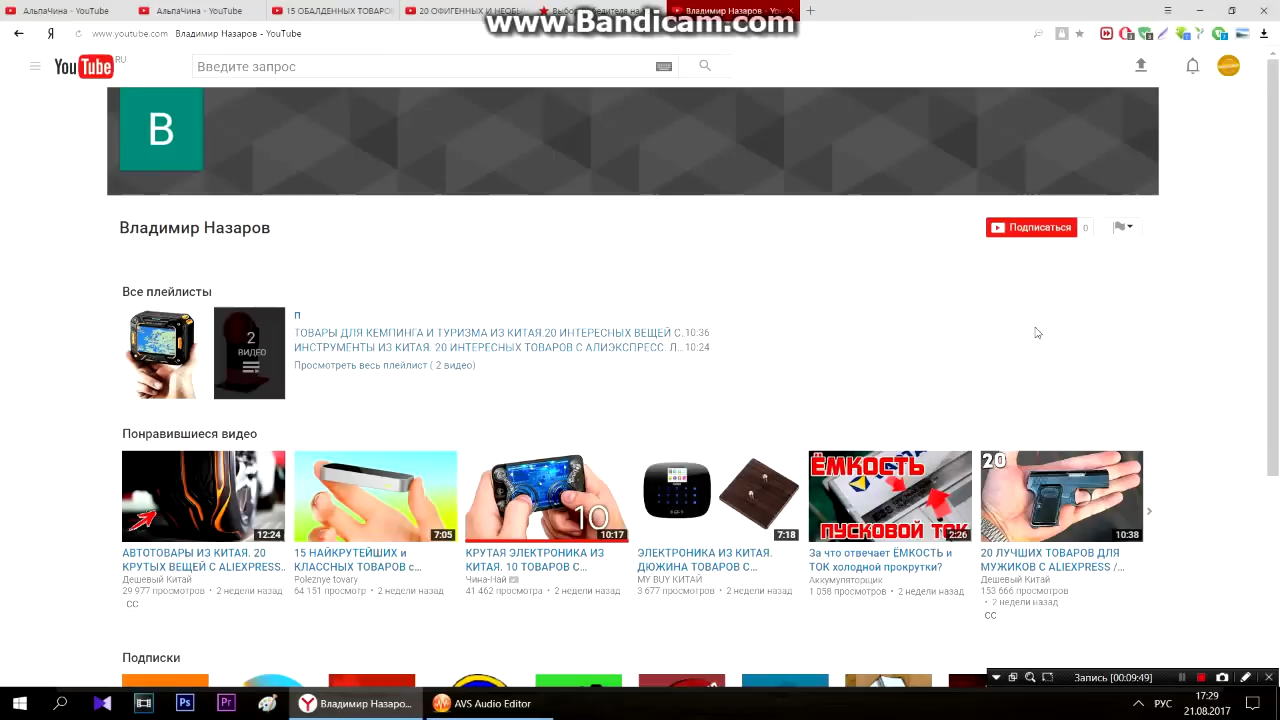 АльпаЧина - YouTube
АльпаЧина - YouTube
15 ОБАЛДЕННЫХ ТОВАРО
20 ОФИГЕННЫХ И НЕОБЫ
Владимир Назаров - You
www.Bandicam.com
Я www.youtube.com Владимир Назаров - YouTube
YouTube RU
Введите запрос
B
Владимир Назаров
Подписаться 0
Все плейлисты
2
ВИДЕО
П
ТОВАРЫ ДЛЯ КЕМПИНГА И ТУРИЗМА ИЗ КИТАЯ.20 ИНТЕРЕСНЫХ ВЕЩЕЙ С.. 10:36
ИНСТРУМЕНТЫ ИЗ КИТАЯ. 20 ИНТЕРЕСНЫХ ТОВАРОВ С АЛИЭКСПРЕСС. Л... 10:24
Просмотреть весь плейлист ( 2 видео)
Понравившиеся видео
12:24
АВТОТОВАРЫ ИЗ КИТАЯ. 20
КРУТЫХ ВЕЩЕЙ С ALIEXPRESS..
Дешевый Китай
29 977 просмотров • 2 недели назад
CC
7:05
15 НАЙКРУТЕЙШИХ и
КЛАССНЫХ ТОВАРОВ с...
Poleznye tovary
64 151 просмотр • 2 недели назад
10
10:17
КРУТАЯ ЭЛЕКТРОНИКА ИЗ
КИТАЯ. 10 ТОВАРОВ С...
Чина-Най
41 462 просмотра • 2 недели назад
7:18
ЭЛЕКТРОНИКА ИЗ КИТАЯ.
ДЮЖИНА ТОВАРОВ С...
MY BUY КИТАЙ
3 677 просмотров • 2 недели назад
ЁМКОСТЬ
ПУСКОВОЙ ТОК
2:26
За что отвечает ЁМКОСТЬ и
ТОК холодной прокрутки?
Аккумуляторщик
1 058 просмотров • 2 недели назад
20
10:38
20 ЛУЧШИХ ТОВАРОВ ДЛЯ
МУЖИКОВ С ALIEXPRESS /...
Дешевый Китай
153 666 просмотров
• 2 недели назад
CC
Подписки
Запись [00:09:49]
Ps
Pr
Владимир Назаро...
AVS Audio Editor
РУС
17:29
21.08.2017